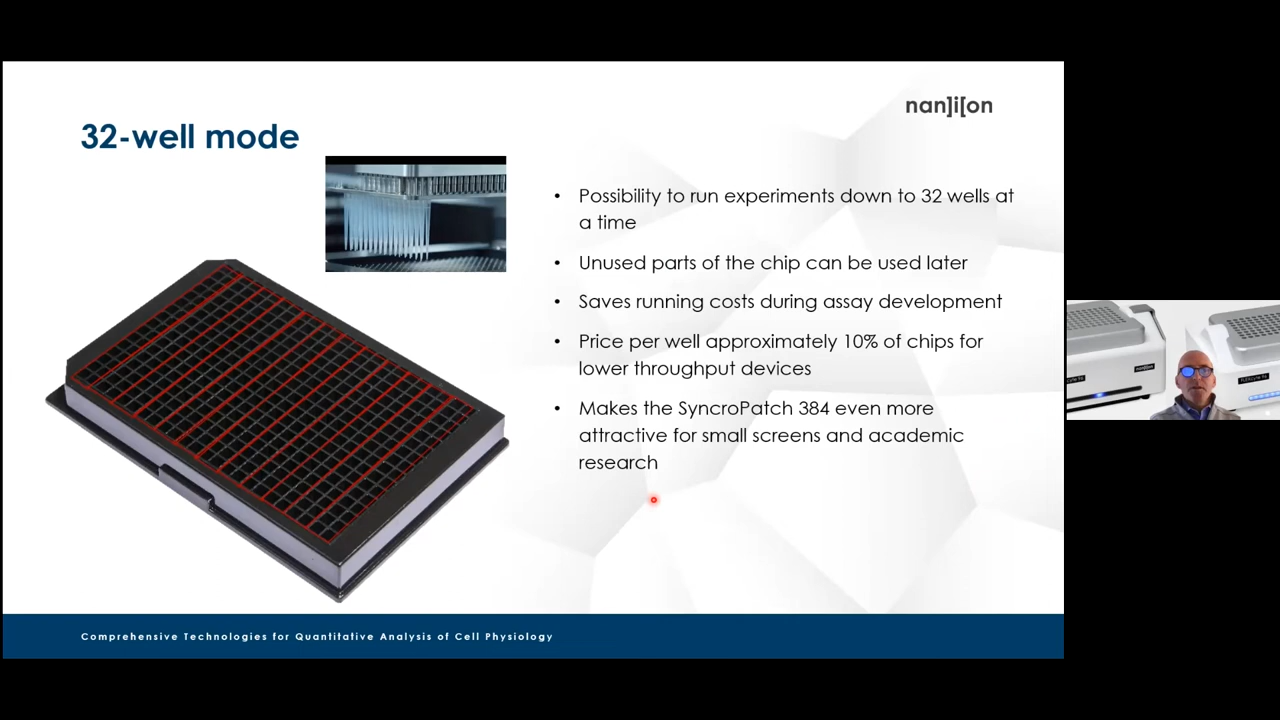 nan]i[on
32-well mode
• Possibility to run experiments down to 32 wells at
a time
• Unused parts of the chip can be used later
• Saves running costs during assay development
• Price per well approximately 10% of chips for
lower throughput devices
• Makes the SyncroPatch 384 even more
attractive for small screens and academic
research
Comprehensive Technologies for Quantitative Analysis of Cell Physiology